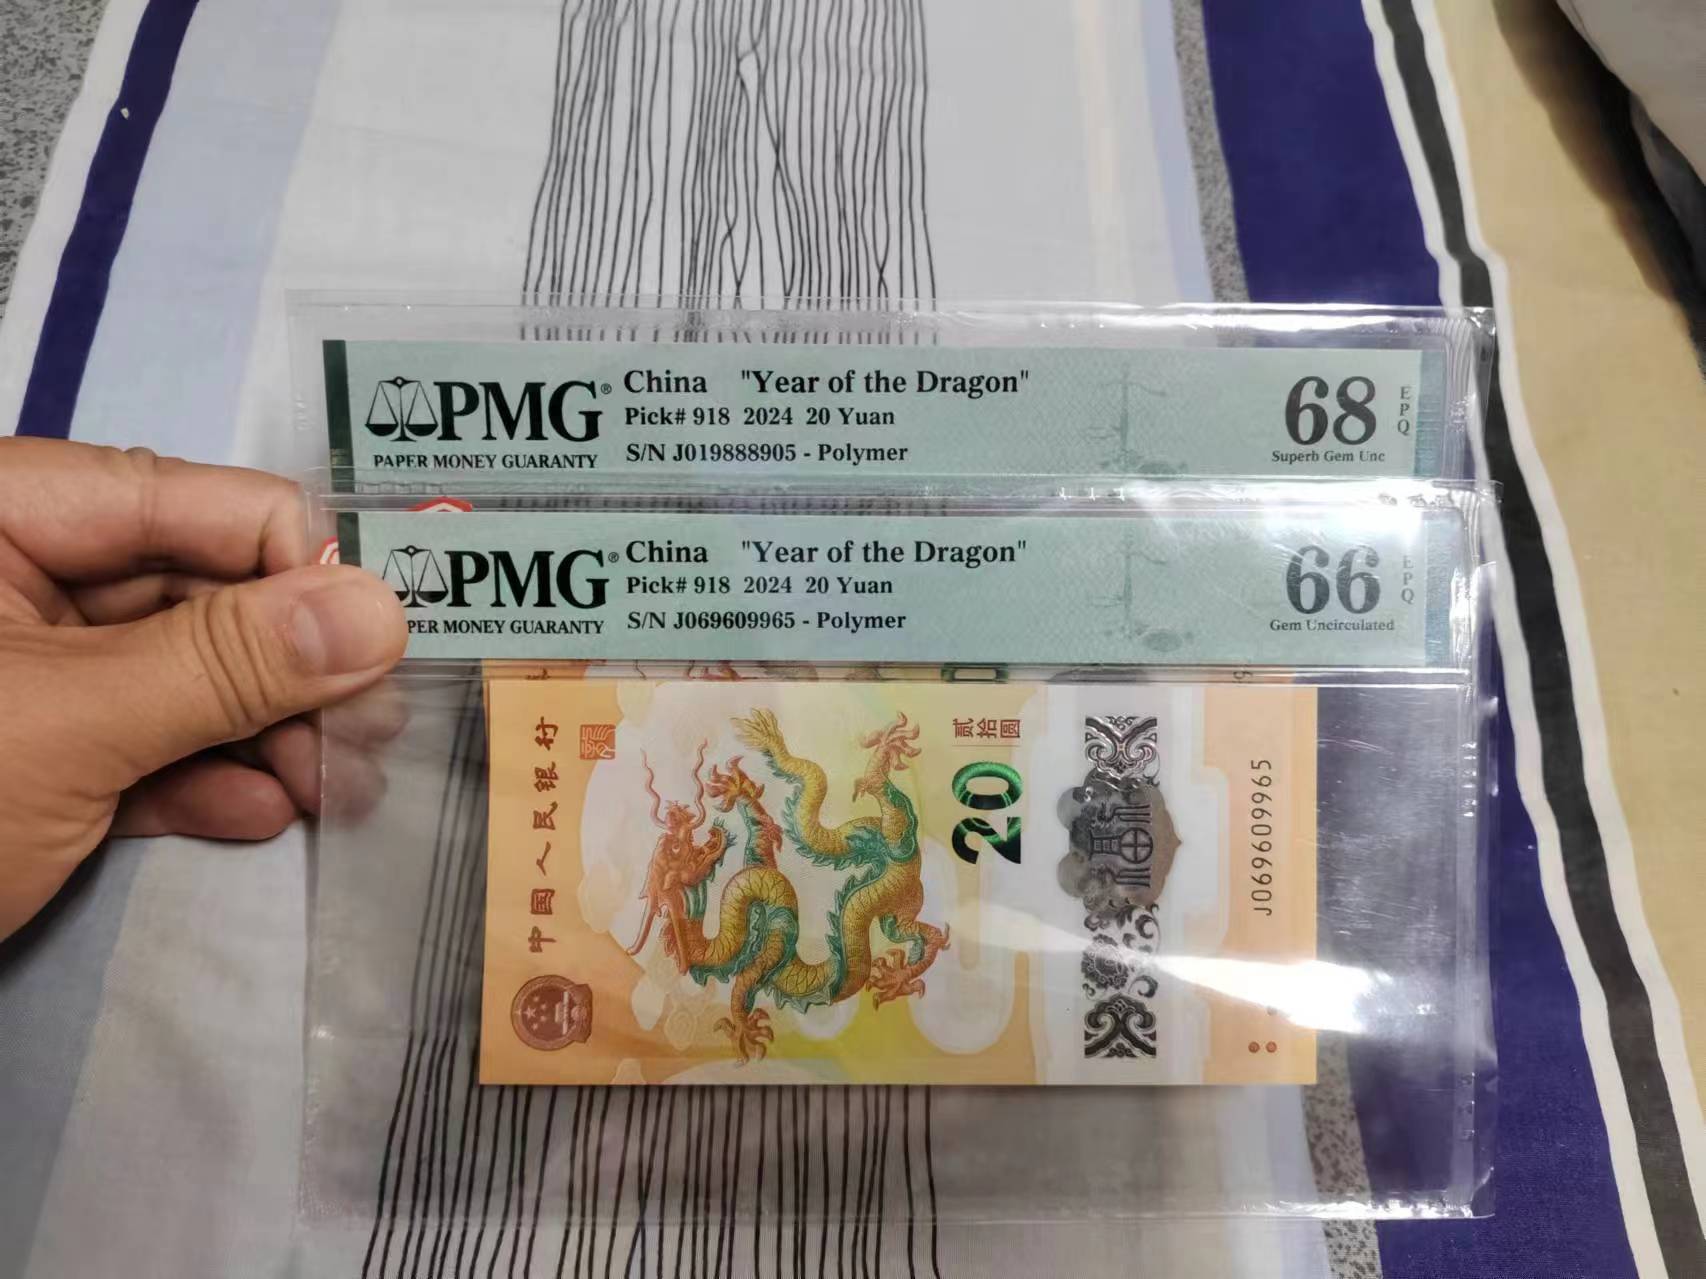 PMG® China "Year of the Dragon" 68 EPQ
Pick# 918 2024 20 Yuan
PAPER MONEY GUARANTY S/N J019888905 - Polymer Superb Gem Unc
PMG® China "Year of the Dragon" 66 EPQ
Pick# 918 2024 20 Yuan
PER MONEY GUARANTY S/N J069609965 - Polymer Gem Uncirculated
中国人民银行
贰拾圆
20
J069609965